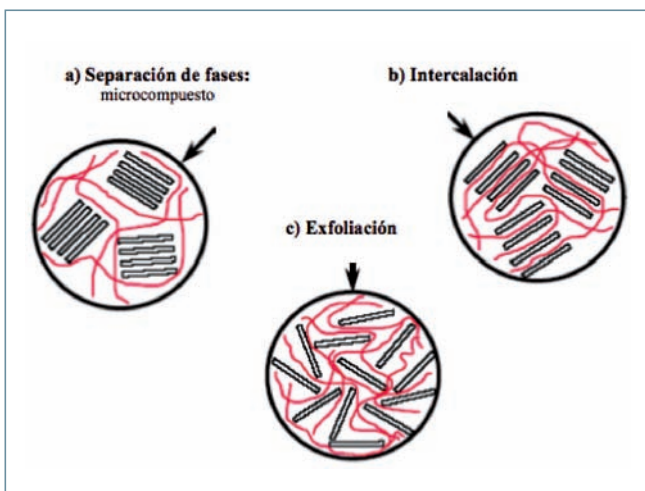 a) Separación de fases:
microcompuesto
b) Intercalación
c) Exfoliación